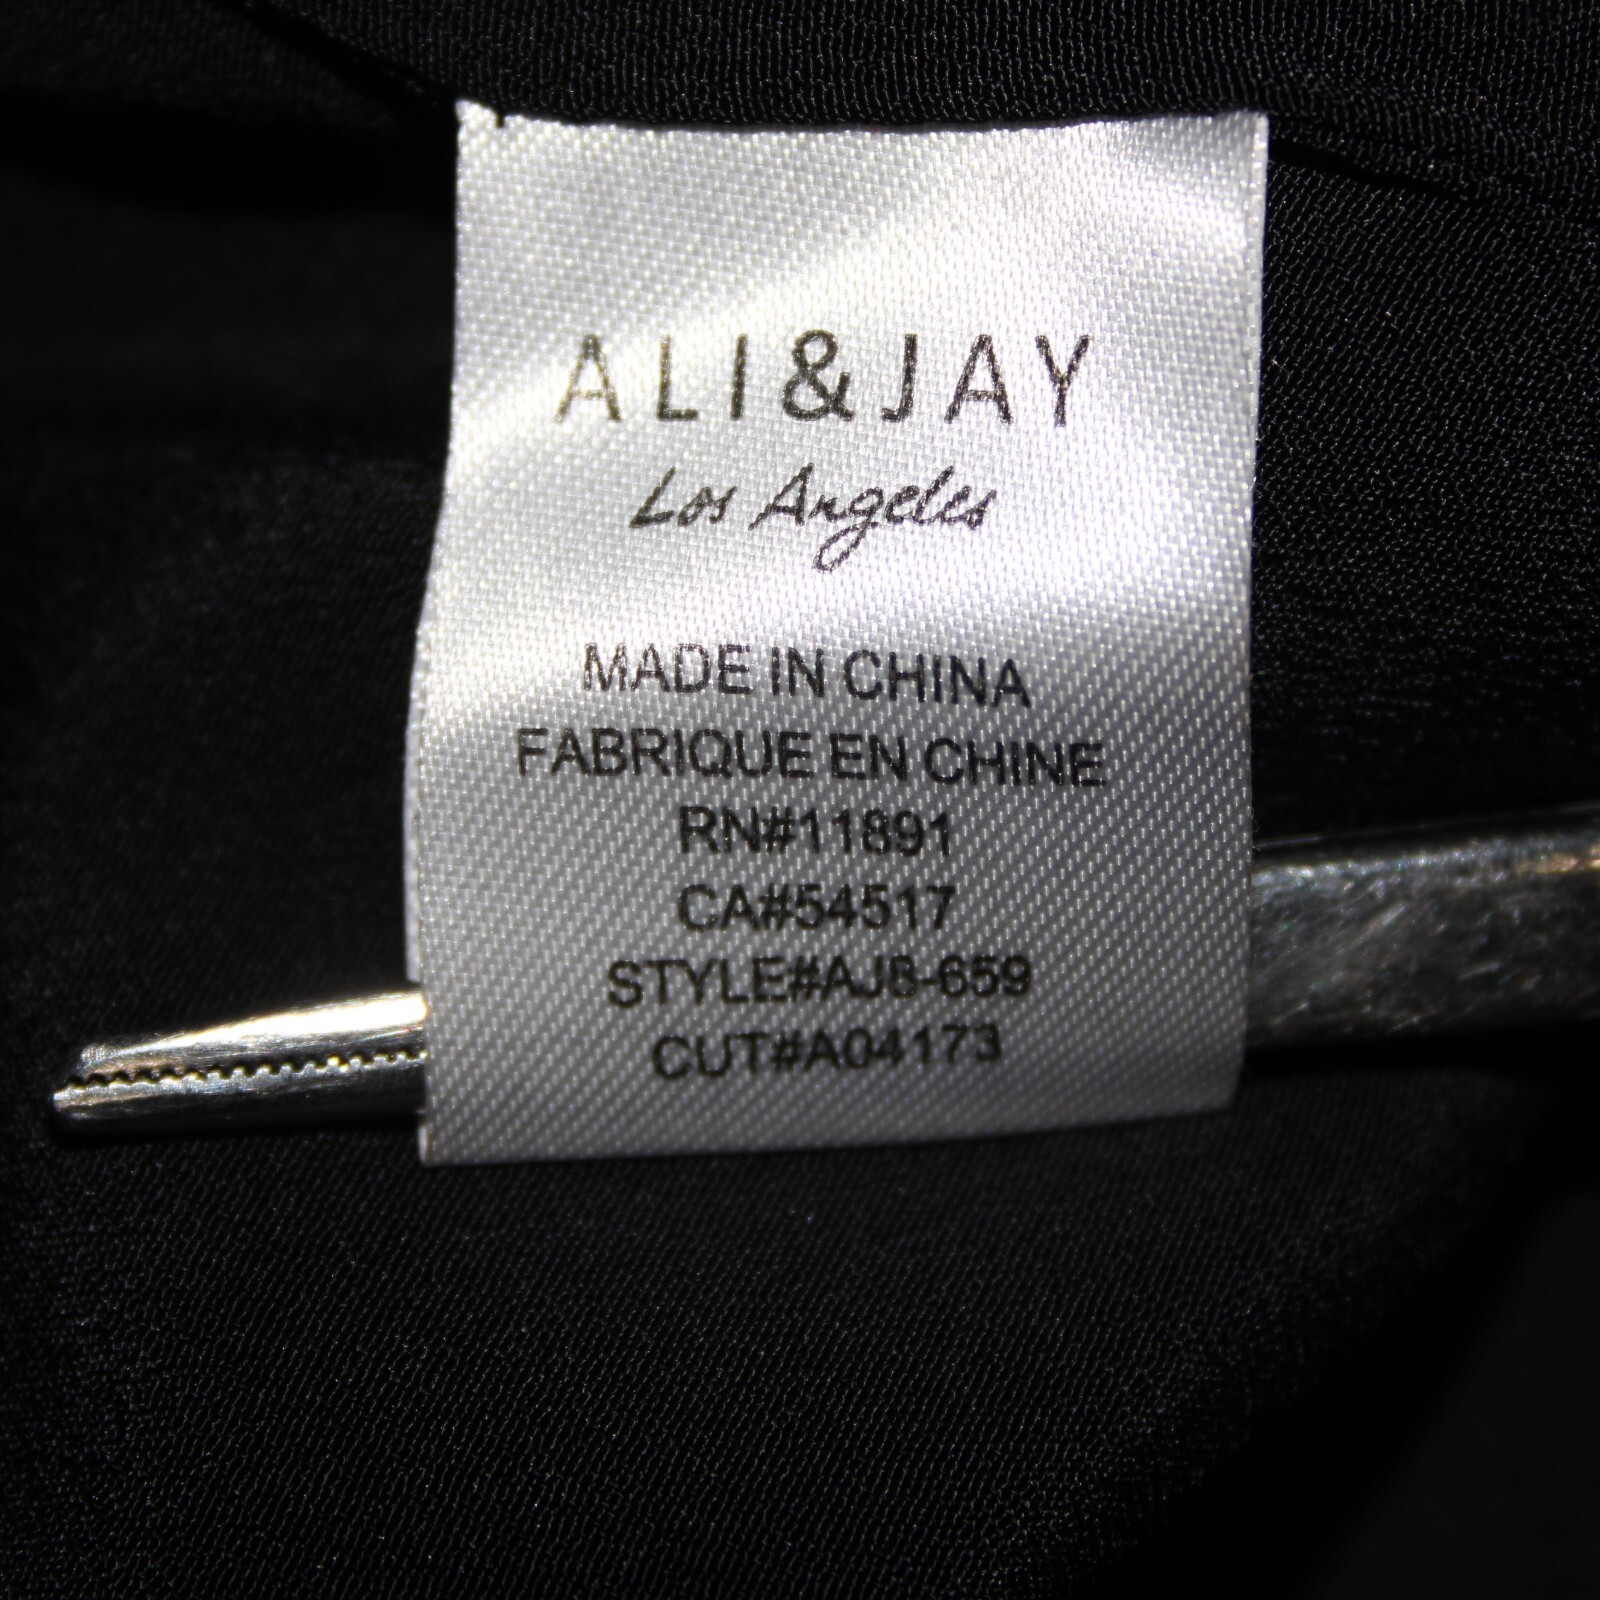 ALI&JAY
Los Angeles
MADE IN CHINA
FABRIQUE EN CHINE
RN#11891
CA#54517
STYLE#AJ8-659
CUT#A04173